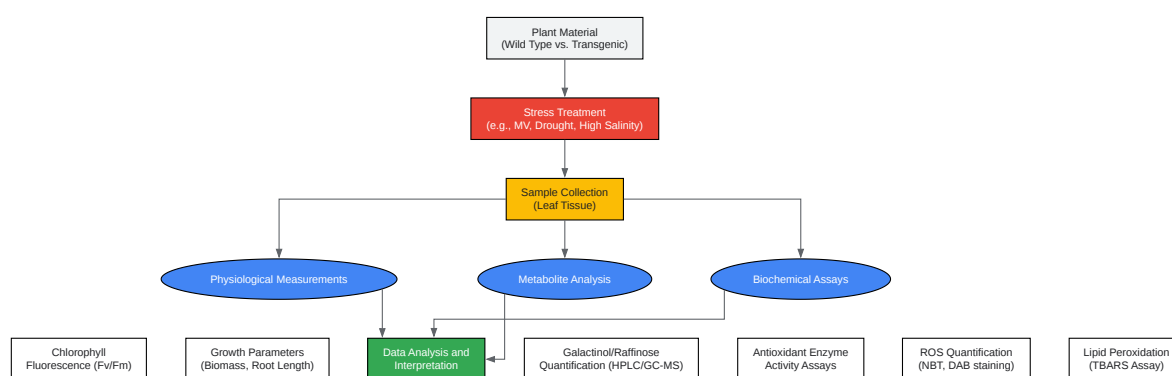 Plant Material
(Wild Type vs. Transgenic)
Stress Treatment
(e.g., MV, Drought, High Salinity)
Sample Collection
(Leaf Tissue)
Physiological Measurements
Metabolite Analysis
Biochemical Assays
Chlorophyll
Fluorescence (Fv/Fm)
Growth Parameters
(Biomass, Root Length)
Data Analysis and
Interpretation
Galactinol/Raffinose
Quantification (HPLC/GC-MS)
Antioxidant Enzyme
Activity Assays
ROS Quantification
(NBT, DAB staining)
Lipid Peroxidation
(TBARS Assay)